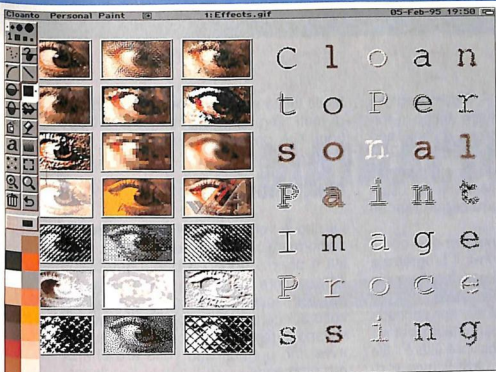 Cloanto Personal Paint 1:Effects.gif 05-Feb-95 19:50
C l o a n
t o P e r
s o n a l
P a i n t
I m a g e
P r o c e
s s i n g